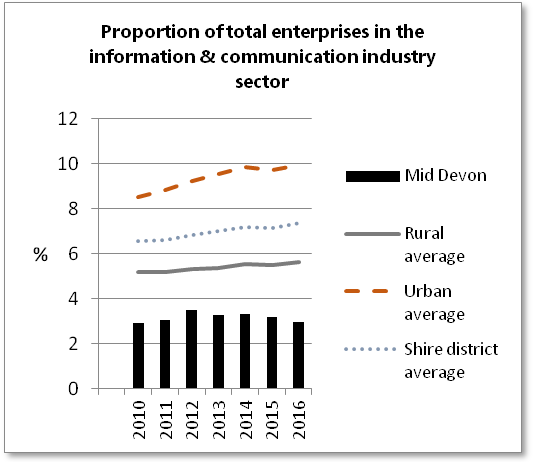 Proportion of total enterprises in the
information & communication industry
sector
12
10
8
6
4
2
0
%
2010
2011
2012
2013
2014
2015
2016
Mid Devon
Rural
average
Urban
average
Shire district
average